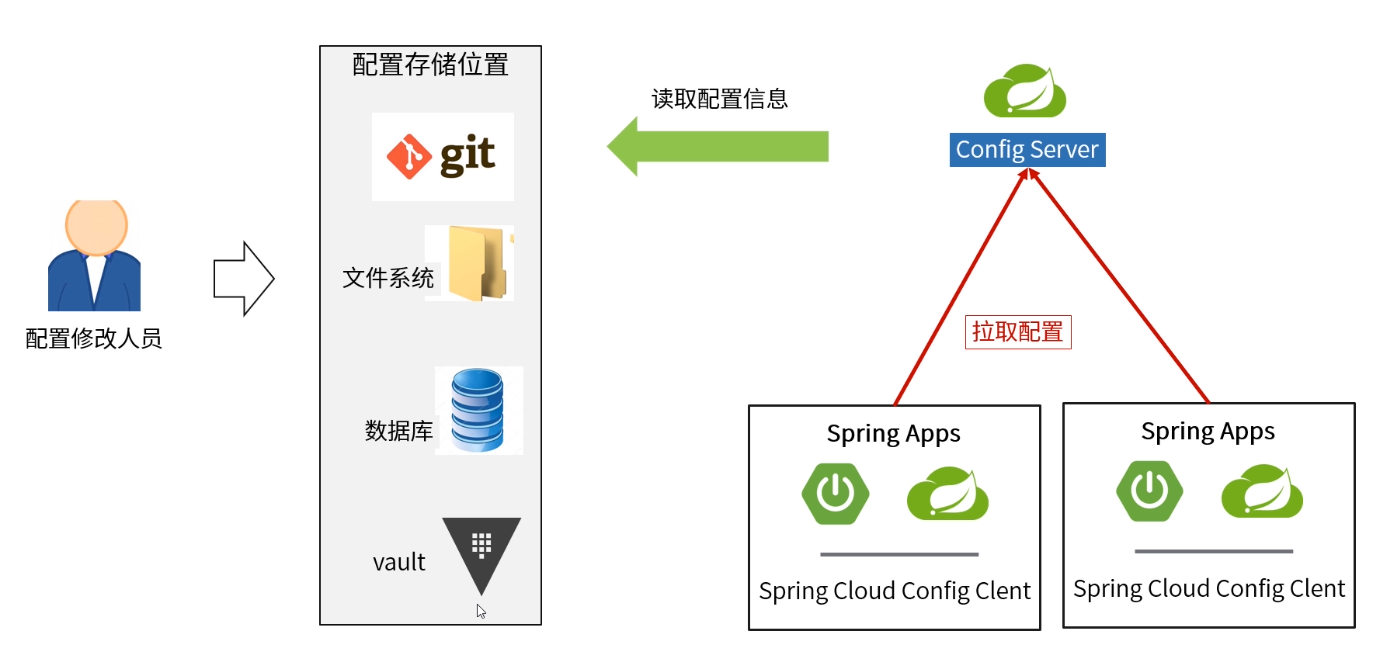 配置存储位置
git
文件系统
数据库
vault
配置修改人员
读取配置信息
Config Server
拉取配置
Spring Apps
Spring Cloud Config Clent
Spring Apps
Spring Cloud Config Clent